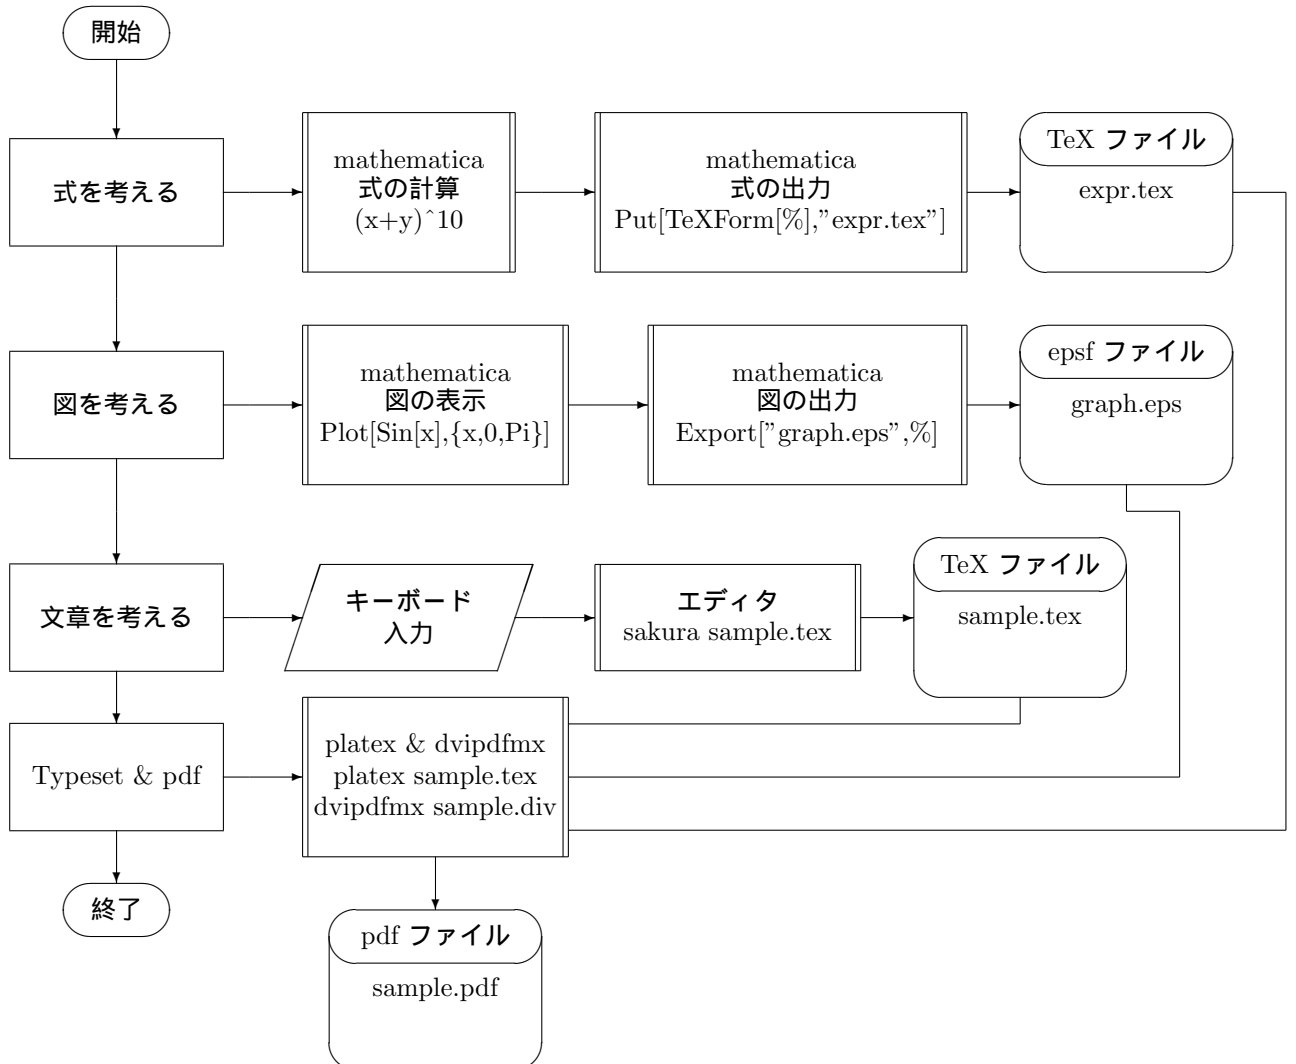 開始
式を考える
mathematica
式の計算
(x+y)^10
mathematica
式の出力
Put[TeXForm[%],”expr.tex”]
TeX ファイル
expr.tex
図を考える
mathematica
図の表示
Plot[Sin[x],{x,0,Pi}]
mathematica
図の出力
Export[”graph.eps”,%]
epsf ファイル
graph.eps
文章を考える
キーボード
入力
エディタ
sakura sample.tex
TeX ファイル
sample.tex
Typeset & pdf
platex & dvipdfmx
platex sample.tex
dvipdfmx sample.div
終了
pdf ファイル
sample.pdf